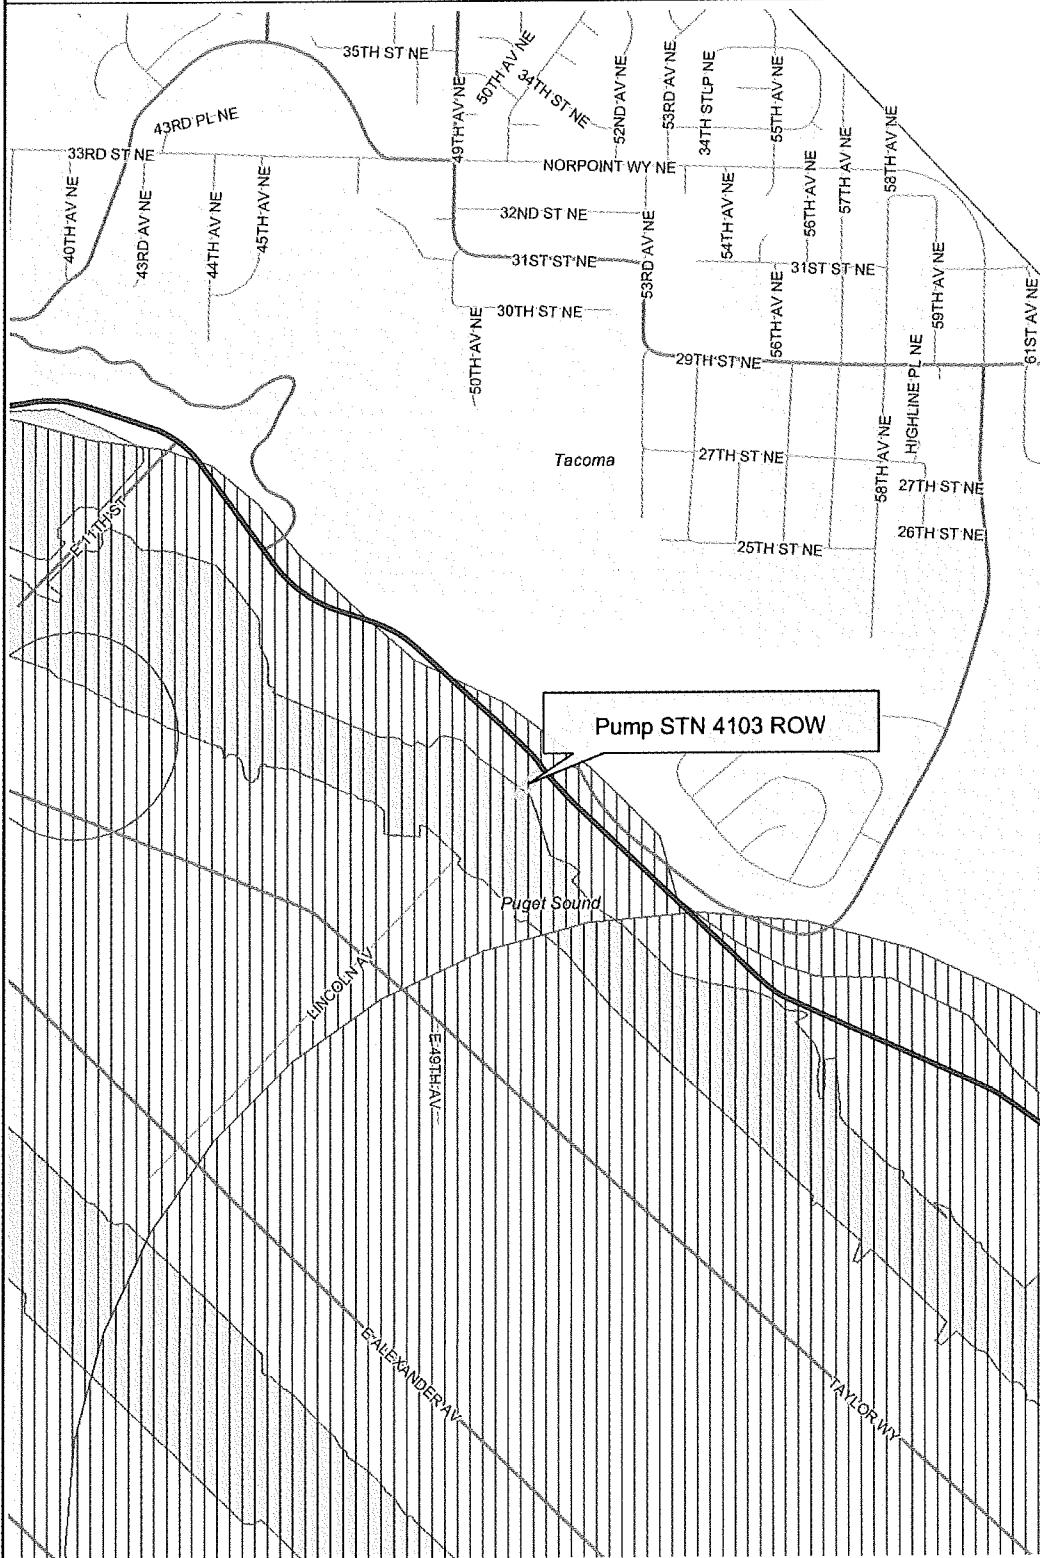 35TH ST NE
50TH AV NE
34TH ST NE
52ND AV NE
53RD AV NE
34TH STLP NE
55TH AV NE
49TH AV NE
43RD PL NE
57TH AV NE
58TH AV NE
33RD ST NE
NORPOINT WY NE
40TH AV NE
43RD AV NE
44TH AV NE
45TH AV NE
54TH AV NE
56TH AV NE
32ND ST NE
53RD AV NE
31ST ST NE
31ST ST NE
59TH AV NE
61ST AV NE
30TH ST NE
50TH AV NE
56TH AV NE
29TH ST NE
HIGHLINE PL NE
Tacoma
27TH ST NE
58TH AV NE
27TH ST NE
E 11TH ST
25TH ST NE
26TH ST NE
Pump STN 4103 ROW
Puget Sound
LINCOLN AV
E 49TH AV
E ALEXANDER AV
TAYLOR WY